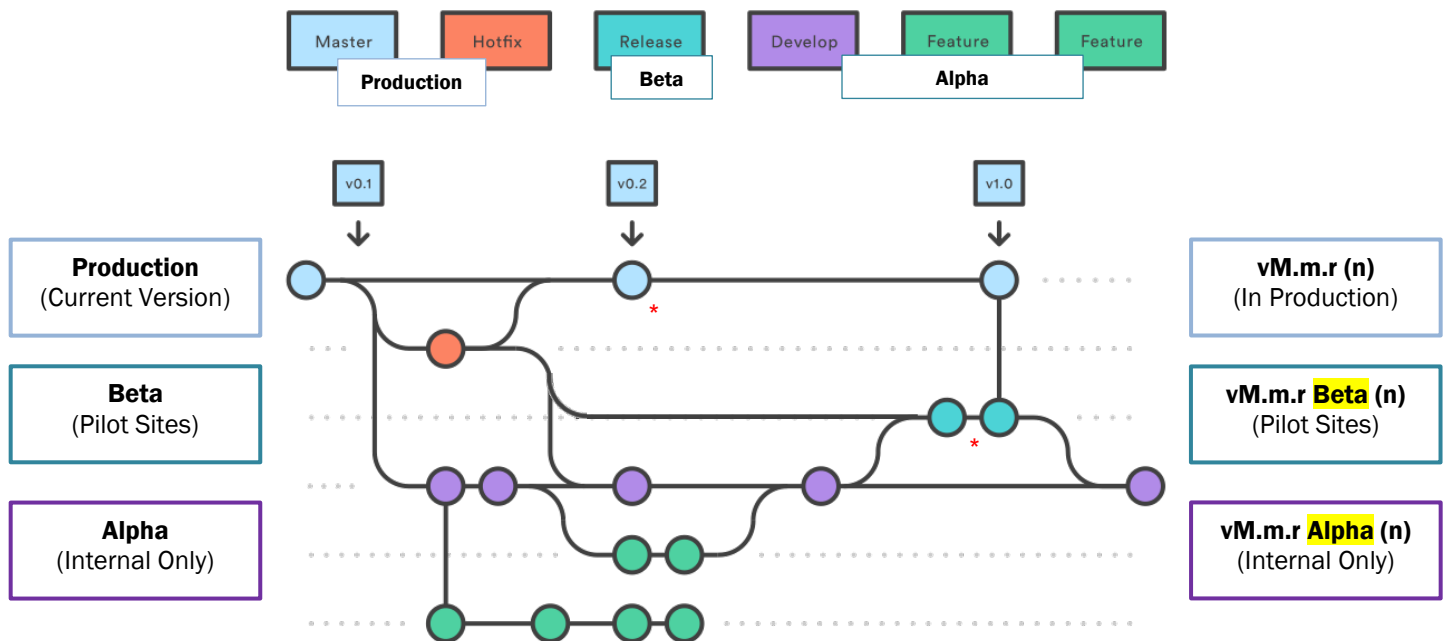 Master
Hotfix
Release
Develop
Feature
Feature
Production
Beta
Alpha
v0.1
v0.2
v1.0
Production
(Current Version)
vM.m.r (n)
(In Production)
*
Beta
(Pilot Sites)
vM.m.r Beta (n)
(Pilot Sites)
*
Alpha
(Internal Only)
vM.m.r Alpha (n)
(Internal Only)